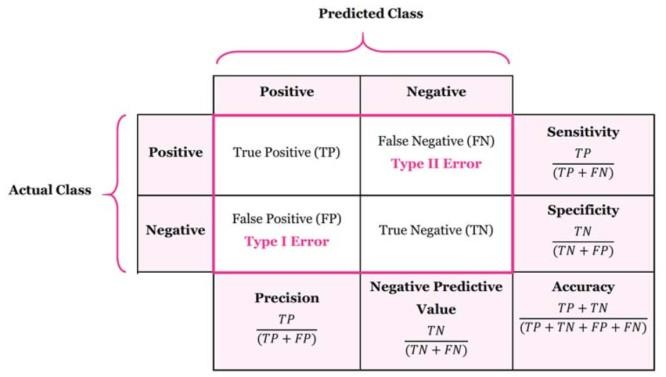 Predicted Class
Positive
Negative
Actual Class
Positive
True Positive (TP)
False Negative (FN)
Type II Error
Sensitivity
TP
(TP + FN)
Negative
False Positive (FP)
Type I Error
True Negative (TN)
Specificity
TN
(TN + FP)
Precision
TP
(TP + FP)
Negative Predictive
Value
TN
(TN + FN)
Accuracy
TP + TN
(TP + TN + FP + FN)